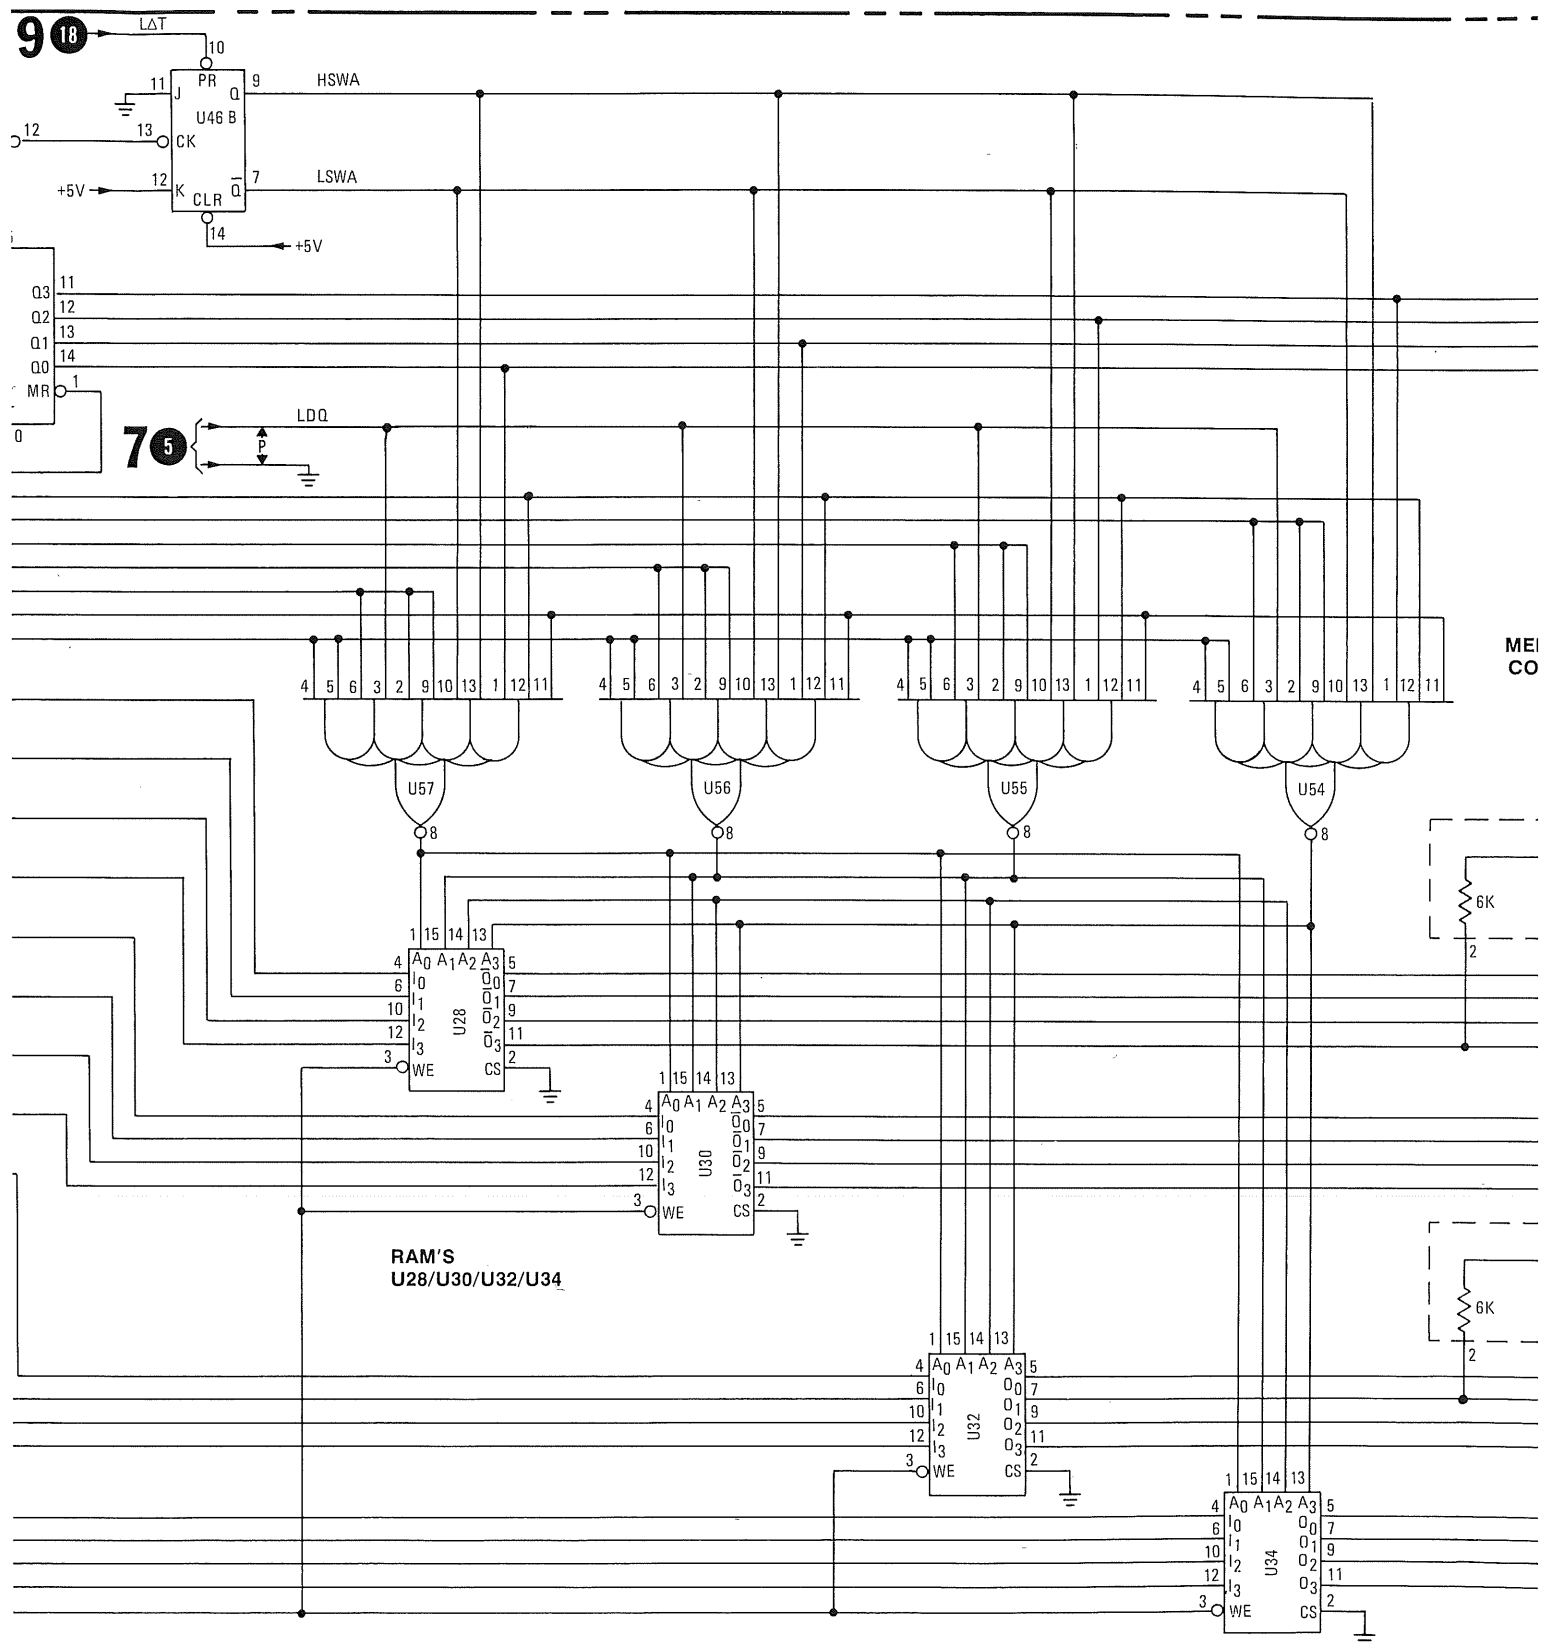 9 18 LΔT
10
11 J PR Q 9 HSWA
U46 B
12 13 CK
+5V 12 K CLR Q̅ 7 LSWA
14 +5V
Q3 11
Q2 12
Q1 13
Q0 14
MR 1
0
7 5 P LDQ
4 5 6 3 2 9 10 13 1 12 11
4 5 6 3 2 9 10 13 1 12 11
4 5 6 3 2 9 10 13 1 12 11
4 5 6 3 2 9 10 13 1 12 11
MEI
CO
U57 U56 U55 U54
8 8 8 8
6K
2
1 15 14 13
4 A0 A1 A2 A3 5
6 I0 O̅0 7
10 I1 O̅1 9
12 I2 U28 O̅2 11
I3 O̅3
3 WE CS 2
1 15 14 13
4 A0 A1 A2 A3 5
6 I0 O̅0 7
10 I1 O̅1 9
12 I2 U30 O̅2 11
I3 O̅3
3 WE CS 2
RAM'S
U28/U30/U32/U34
6K
2
1 15 14 13
4 A0 A1 A2 A3 5
6 I0 O0 7
10 I1 O1 9
12 I2 U32 O2 11
I3 O3
3 WE CS 2
1 15 14 13
4 A0 A1 A2 A3 5
6 I0 O0 7
10 I1 O1 9
12 I2 U34 O2 11
I3 O3
3 WE CS 2